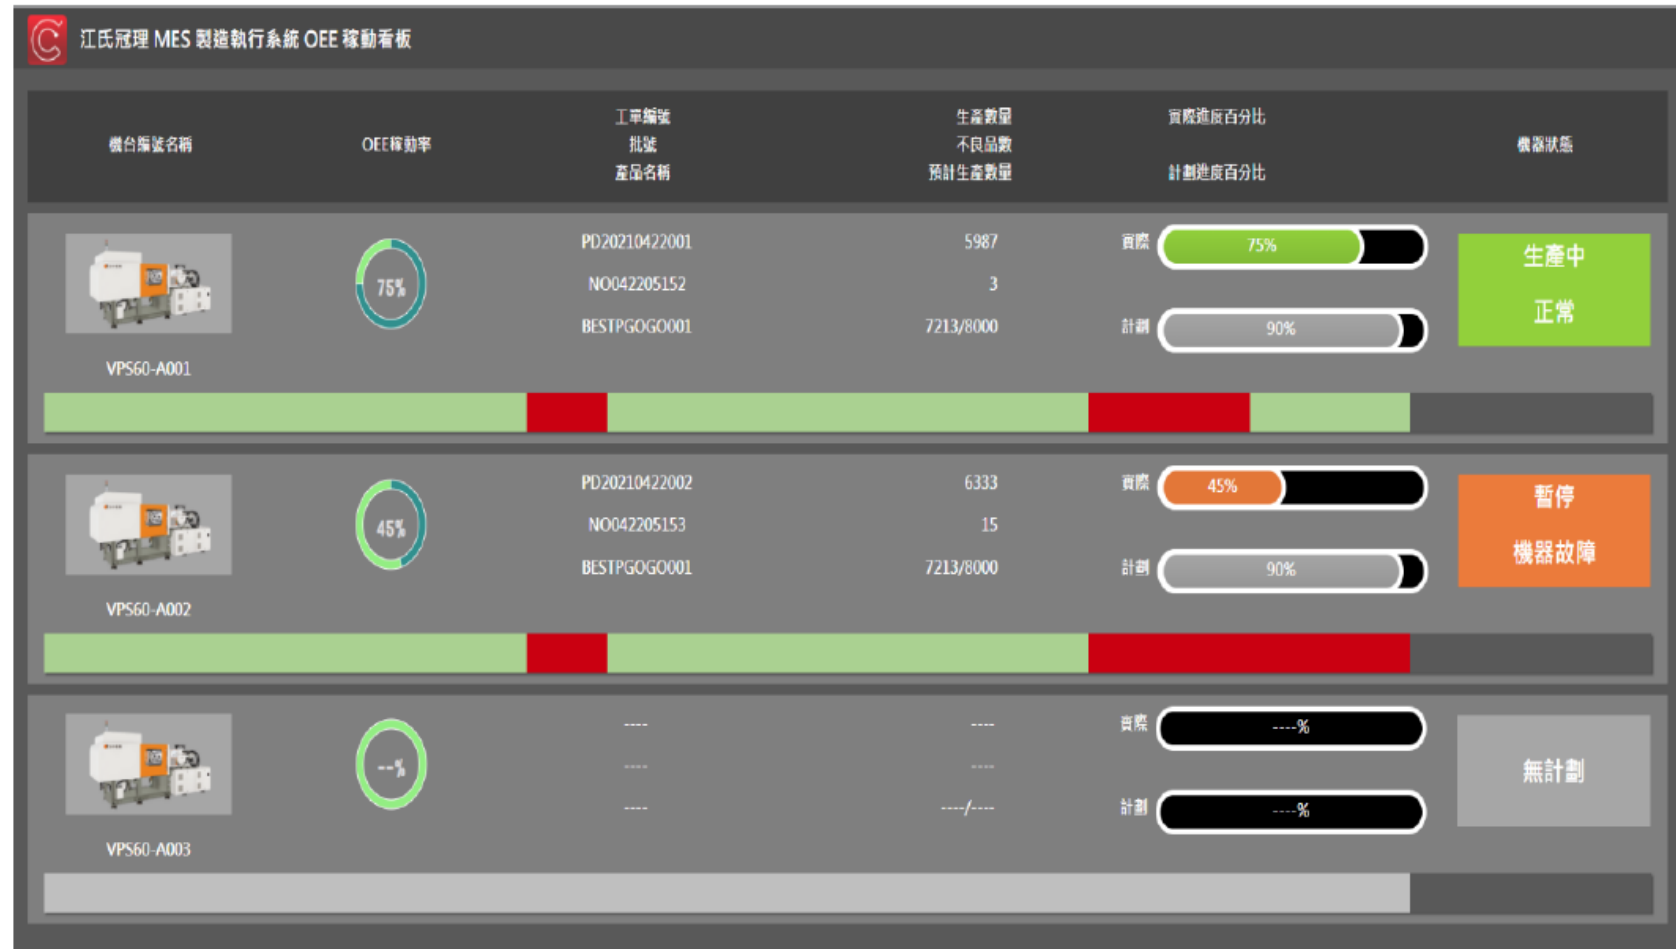 江氏冠理 MES 製造執行系統 OEE 稼動看板
機台編號名稱
OEE稼動率
工單編號
批號
產品名稱
生產數量
不良品數
預計生產數量
實際進度百分比
計劃進度百分比
機器狀態
75%
VPS60-A001
PD20210422001
NO042205152
BESTPGOGO001
5987
3
7213/8000
實際 75%
計劃 90%
生產中
正常
45%
VPS60-A002
PD20210422002
NO042205153
BESTPGOGO001
6333
15
7213/8000
實際 45%
計劃 90%
暫停
機器故障
--%
VPS60-A003
----
----
----
----
----
----/----
實際 ----%
計劃 ----%
無計劃